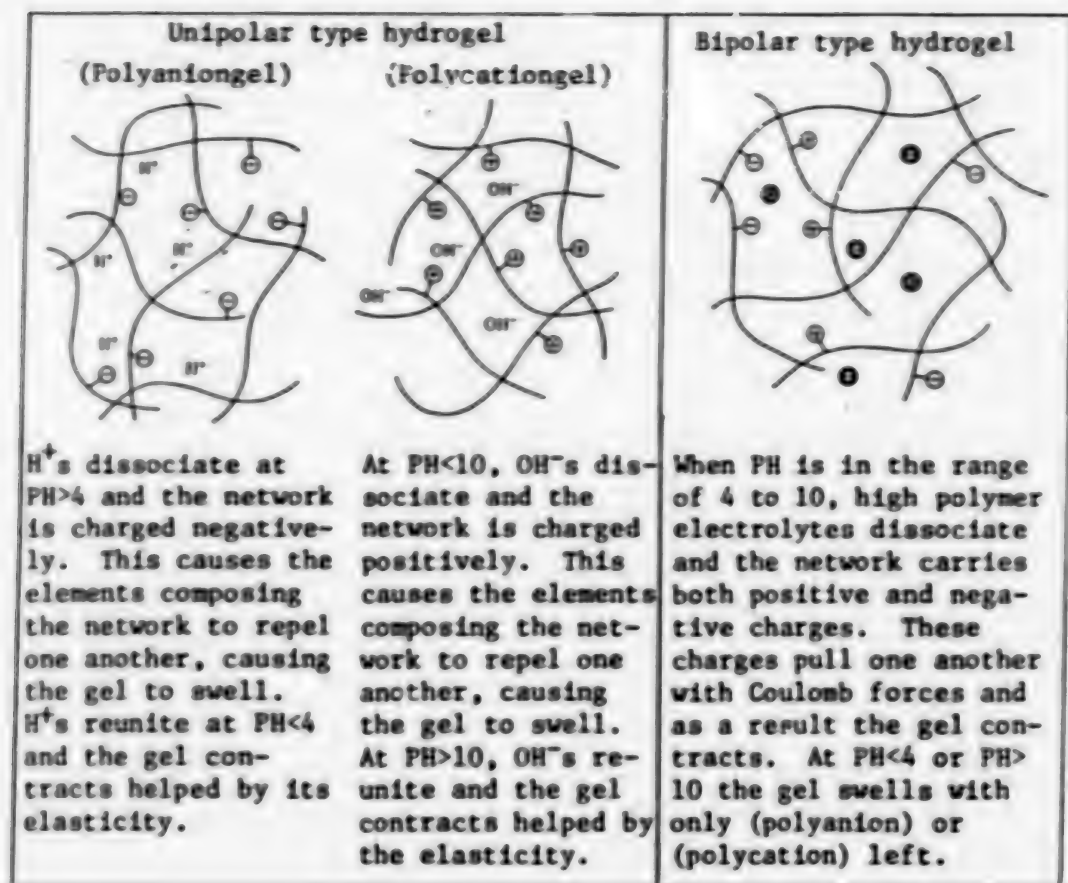 Unipolar type hydrogel
(Polyaniongel)
(Polycationgel)
H⁺
H⁺
H⁺
H⁺
H⁺
OH⁻
OH⁻
OH⁻
OH⁻
H⁺s dissociate at
PH>4 and the network
is charged negative-
ly. This causes the
elements composing
the network to repel
one another, causing
the gel to swell.
H⁺s reunite at PH<4
and the gel con-
tracts helped by its
elasticity.
At PH<10, OH⁻s dis-
sociate and the
network is charged
positively. This
causes the elements
composing the net-
work to repel one
another, causing
the gel to swell.
At PH>10, OH⁻s re-
unite and the gel
contracts helped by
the elasticity.
Bipolar type hydrogel
When PH is in the range
of 4 to 10, high polymer
electrolytes dissociate
and the network carries
both positive and nega-
tive charges. These
charges pull one another
with Coulomb forces and
as a result the gel con-
tracts. At PH<4 or PH>
10 the gel swells with
only (polyanion) or
(polycation) left.